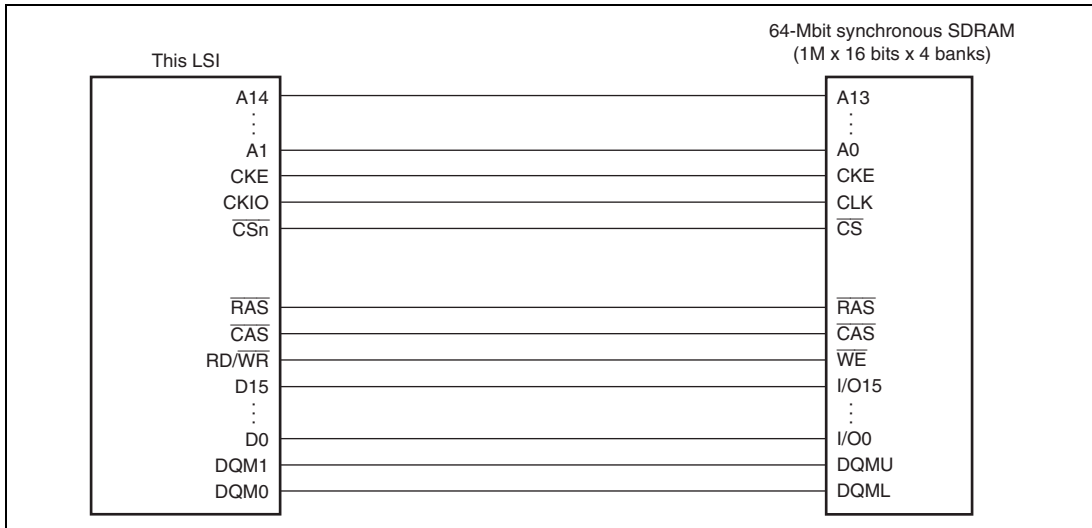 64-Mbit synchronous SDRAM
(1M x 16 bits x 4 banks)
This LSI
A14 A13
A1 A0
CKE CKE
CKIO CLK
CSn CS
RAS RAS
CAS CAS
RD/WR WE
D15 I/O15
D0 I/O0
DQM1 DQMU
DQM0 DQML